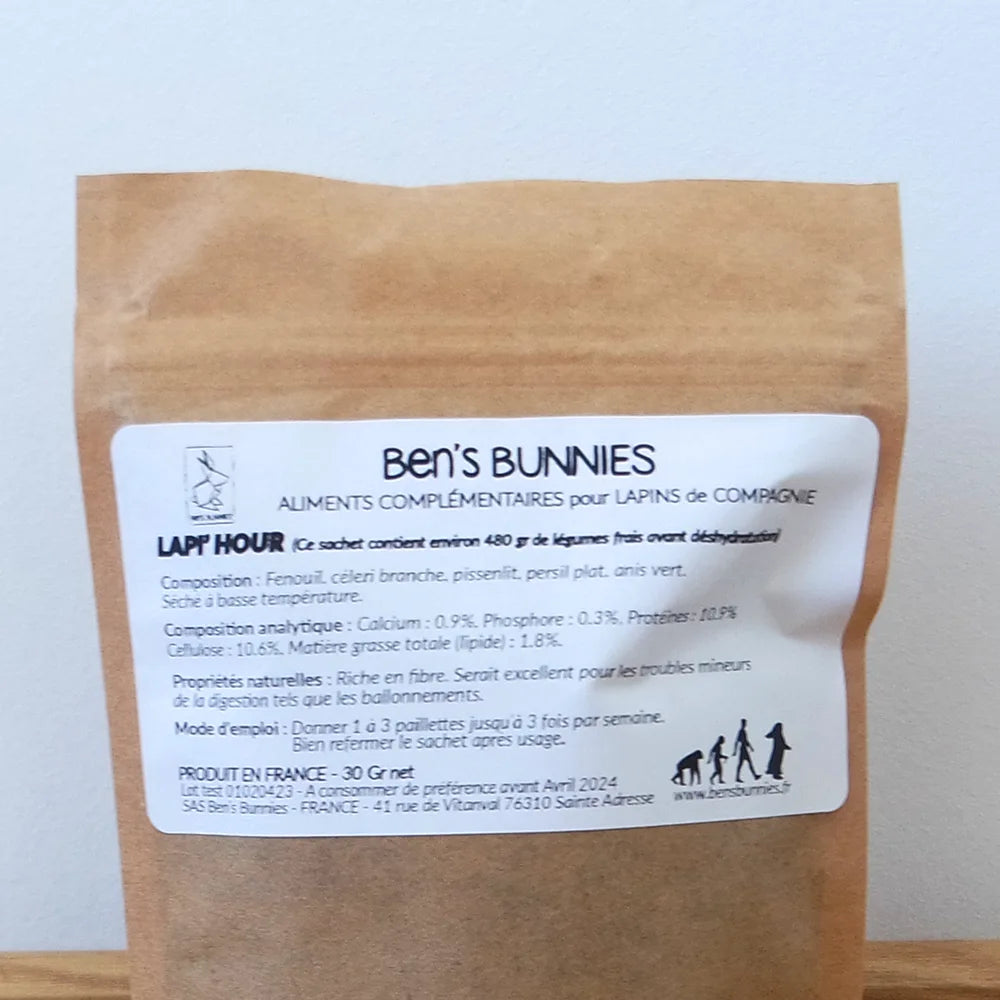 Ben's BUNNIES
ALIMENTS COMPLÉMENTAIRES pour LAPINS de COMPAGNIE
LAPI' HOUR (Ce sachet contient environ 480 gr de légumes frais avant déshydratation)
Composition : Fenouil, céleri branche, pissenlit, persil plat, anis vert.
Séché à basse température.
Composition analytique : Calcium : 0.9%, Phosphore : 0.3%, Protéines : 10.9%
Cellulose : 10.6%, Matière grasse totale (lipide) : 1.8%.
Propriétés naturelles : Riche en fibre. Serait excellent pour les troubles mineurs
de la digestion tels que les ballonnements.
Mode d'emploi : Donner 1 à 3 paillettes jusqu'à 3 fois par semaine.
Bien refermer le sachet après usage.
PRODUIT EN FRANCE - 30 Gr net
Lot test 01020423 - A consommer de préférence avant Avril 2024
SAS Ben's Bunnies - FRANCE - 41 rue de Vitanval 76310 Sainte Adresse
www.bensbunnies.fr